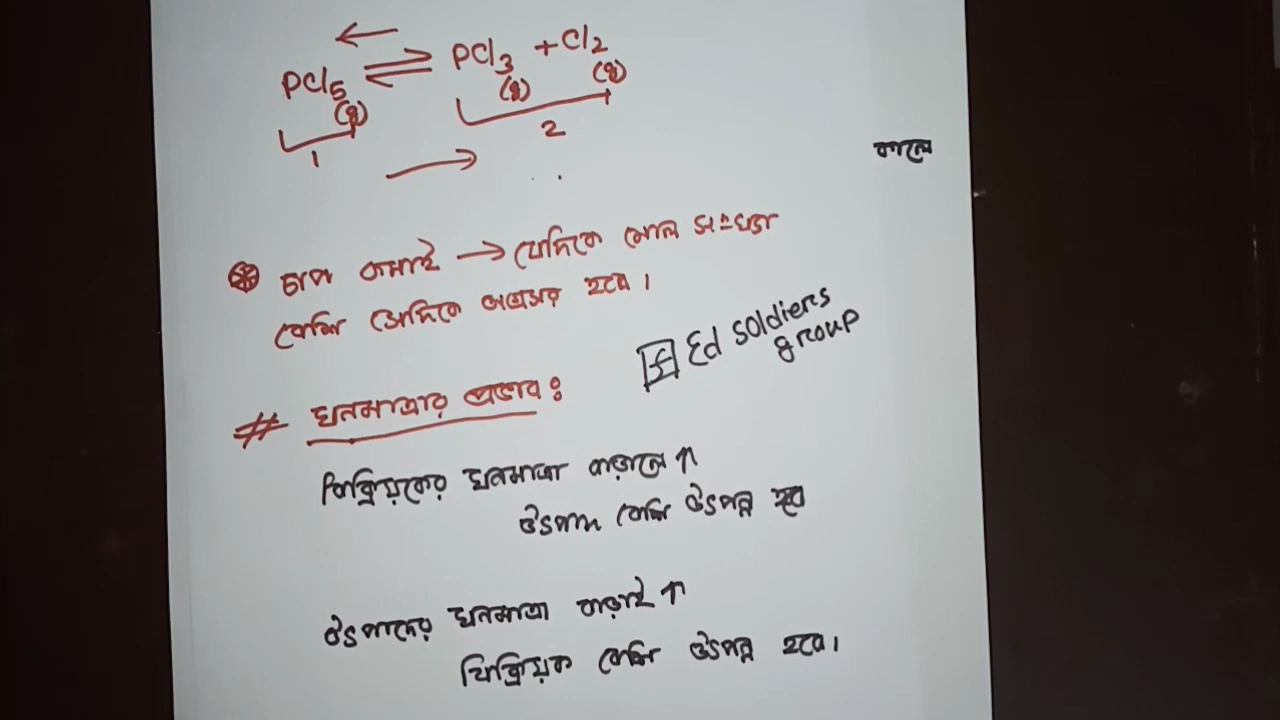 PCl₅(g) ⇌ PCl₃(g) + Cl₂(g)
1 2
কালে
চাপ কমাই → যেদিকে মোল সংখ্যা
বেশি সেদিকে অগ্রসর হবে।
Ed soldiers
group
# ঘনমাত্রার প্রভাব:
বিক্রিয়কের ঘনমাত্রা বাড়ালে ↑
উৎপাদ বেশি উৎপন্ন হবে
উৎপাদের ঘনমাত্রা বাড়াই ↑
বিক্রিয়ক বেশি উৎপন্ন হবে।